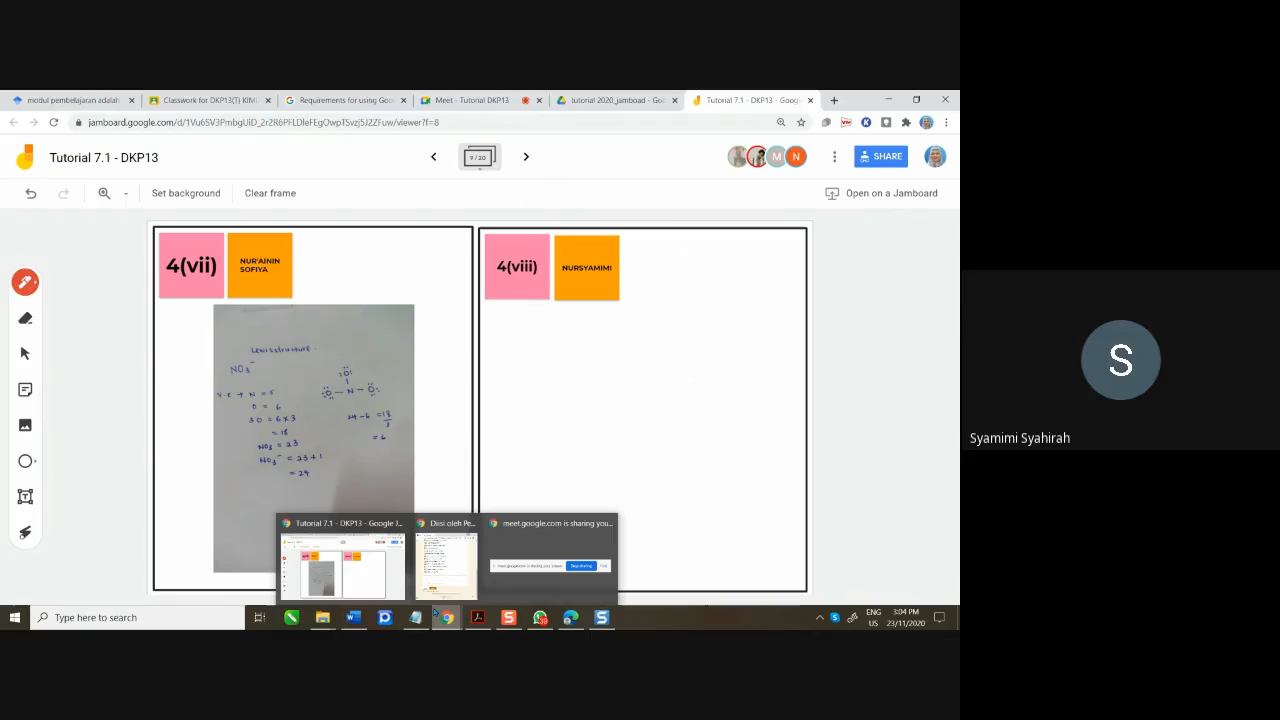 modul pembelajaran adalah
Classwork for DKP13(T) KIMI
Requirements for using Goo
Meet - Tutorial DKP13
tutorial 2020_jamboad - Goo
Tutorial 7.1 - DKP13 - Google
jamboard.google.com/d/1Vu6SV3PmbgUiD_2r2R6PFLDleFEgOwpTSvzj5J2ZFuw/viewer?f=8
Tutorial 7.1 - DKP13
9 / 20
M
N
SHARE
Set background
Clear frame
Open on a Jamboard
4(vii)
NUR'AININ
SOFIYA
4(viii)
NURSYAMIMI
Lewis structure.
NO3-
V.e → N = 5
O = 6
3O = 6 x 3
= 18
NO3 = 23
NO3- = 23 + 1
= 24
:Ö:
:Ö — N — Ö:
24 - 6 = 18
3
= 6
Tutorial 7.1 - DKP13 - Google J...
Diisi oleh Pe...
meet.google.com is sharing you...
Stop sharing
Hide
Type here to search
ENG
US
3:04 PM
23/11/2020
S
Syamimi Syahirah